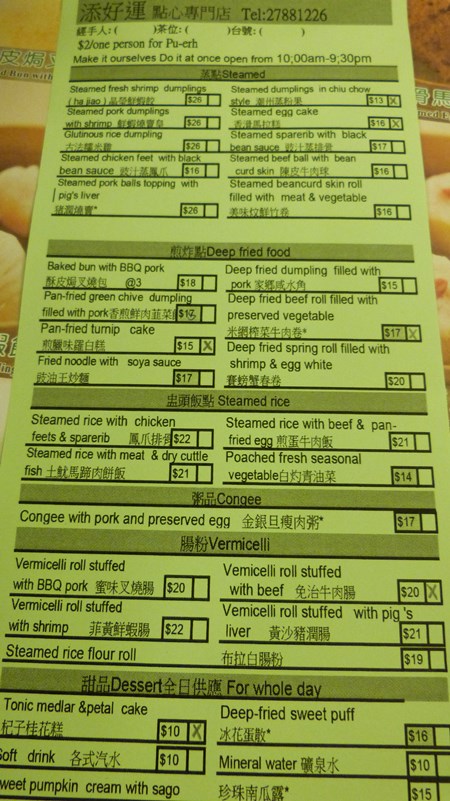 添好運 點心專門店 Tel:27881226
經手人: ( )茶位: ( )台號: ( )
$2/one person for Pu-erh
Make it ourselves Do it at once open from 10;00am-9;30pm
蒸點Steamed
Steamed fresh shrimp dumplings
( ha jiao ) 晶瑩鮮蝦餃 $26
Steamed dumplings in chiu chow
style 潮州蒸粉果 $13 X
Steamed pork dumplings
with shrimp 鮮蝦燒賣皇 $26
Steamed egg cake
香滑馬拉糕 $16 X
Glutinous rice dumpling
古法糯米雞 $26
Steamed sparerib with black
bean sauce 豉汁蒸排骨 $17
Steamed chicken feet with black
bean sauce 豉汁蒸鳳爪 $16
Steamed beef ball with bean
curd skin 陳皮牛肉球 $16
Steamed pork balls topping with
pig's liver
豬潤燒賣* $26
Steamed beancurd skin roll
filled with meat & vegetable
美味炆鮮竹卷 $16
煎炸點Deep fried food
Baked bun with BBQ pork
酥皮焗叉燒包 @3 $18
Deep fried dumpling filled with
pork 家鄉咸水角 $15
Pan-fried green chive dumpling
filled with pork香煎鮮肉韮菜 $17
Deep fried beef roll filled with
preserved vegetable
米網榨菜牛肉卷* $17 X
Pan-fried turnip cake
煎臘味蘿白糕 $15 X
Deep fried spring roll filled with
shrimp & egg white
賽螃蟹春卷 $20
Fried noodle with soya sauce
豉油王炒麵 $17
盅頭飯點 Steamed rice
Steamed rice with chicken
feets & sparerib 鳳爪排骨 $22
Steamed rice with beef & pan-
fried egg 煎蛋牛肉飯 $21
Steamed rice with meat & dry cuttle
fish 土魷馬蹄肉餅飯 $21
Poached fresh seasonal
vegetable白灼青油菜 $14
粥品Congee
Congee with pork and preserved egg 金銀旦瘦肉粥* $17
腸粉Vermicelli
Vermicelli roll stuffed
with BBQ pork 蜜味叉燒腸 $20
Vermicelli roll stuffed
with beef 免治牛肉腸 $20 X
Vermicelli roll stuffed
with shrimp 菲黃鮮蝦腸 $22
Vermicelli roll stuffed with pig 's
liver 黃沙豬潤腸 $21
Steamed rice flour roll 布拉白腸粉 $19
甜品Dessert全日供應 For whole day
Tonic medlar &petal cake
杞子桂花糕 $10 X
Deep-fried sweet puff
冰花蛋散* $16
Soft drink 各式汽水 $10
Mineral water 礦泉水 $10
weet pumpkin cream with sago
珍珠南瓜露* $15